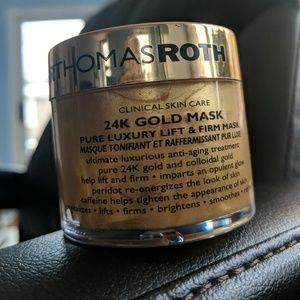 THOMASROTH
CLINICAL SKIN CARE
24K GOLD MASK
PURE LUXURY LIFT & FIRM MASK
MASQUE TONIFIANT ET RAFFERMISSANT PUR LUXE
ultimate luxurious anti-aging treatment
pure 24K gold and colloidal gold
help lift and firm • imparts an opulent glow
peridot re-energizes the look of skin
caffeine helps tighten the appearance of skin
• lifts • firms • brightens • smoothes •